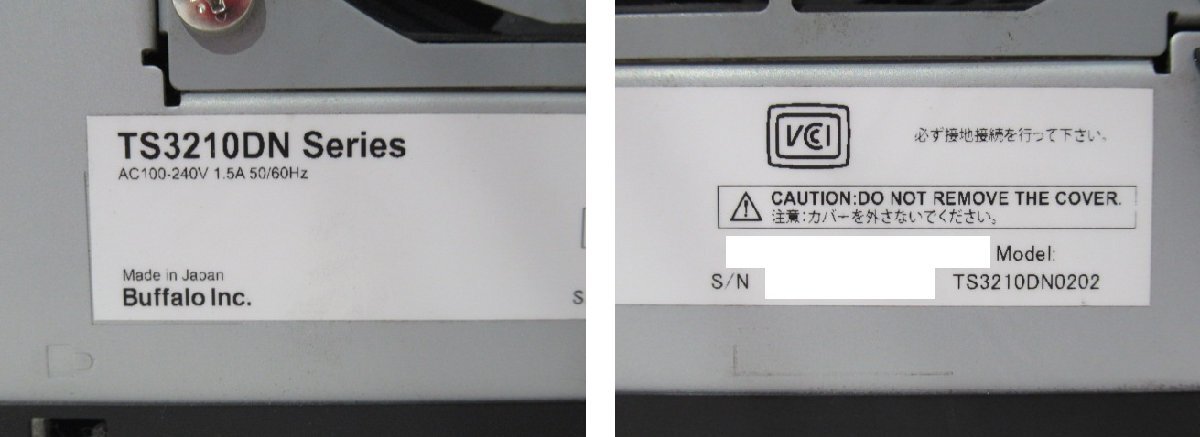 TS3210DN Series
AC100-240V 1.5A 50/60Hz
Made in Japan
Buffalo Inc.
S
VCCI
必ず接地接続を行って下さい。
CAUTION:DO NOT REMOVE THE COVER.
注意:カバーを外さないでください。
Model:
S/N
TS3210DN0202